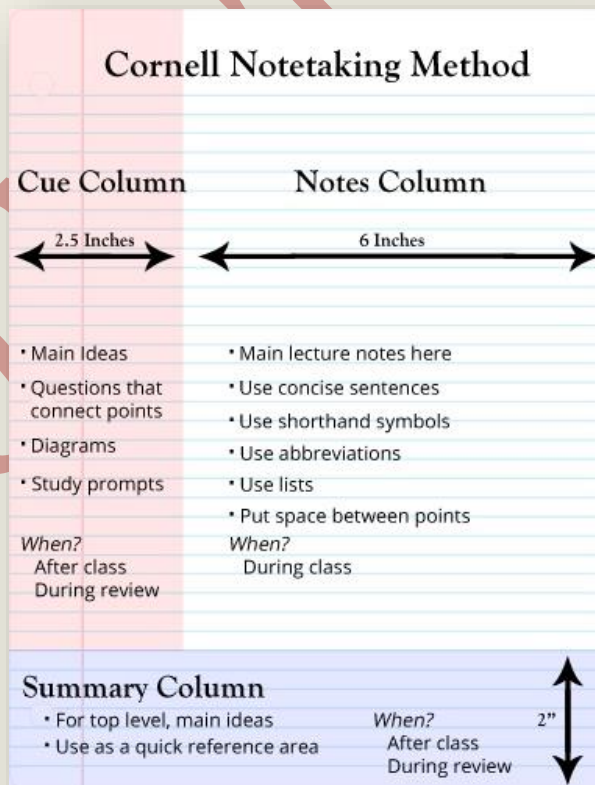 Cornell Notetaking Method
Cue Column
2.5 Inches
• Main Ideas
• Questions that
connect points
• Diagrams
• Study prompts
When?
After class
During review
Notes Column
6 Inches
• Main lecture notes here
• Use concise sentences
• Use shorthand symbols
• Use abbreviations
• Use lists
• Put space between points
When?
During class
Summary Column
• For top level, main ideas
• Use as a quick reference area
When?
After class
During review
2”